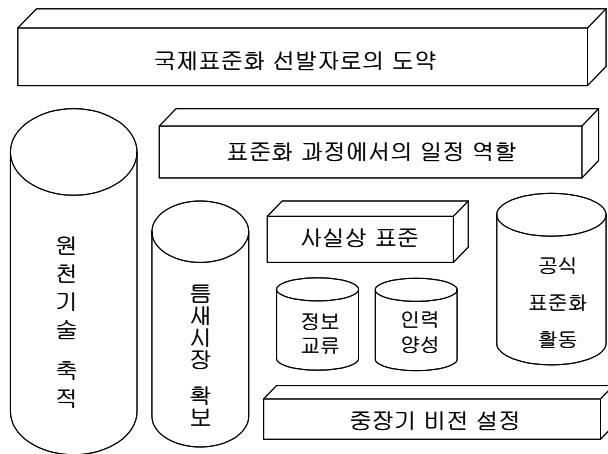 국제표준화 선발자로의 도약
표준화 과정에서의 일정 역할
원천기술 축적
틈새시장 확보
사실상 표준
정보
교류
인력
양성
공식
표준화
활동
중장기 비전 설정